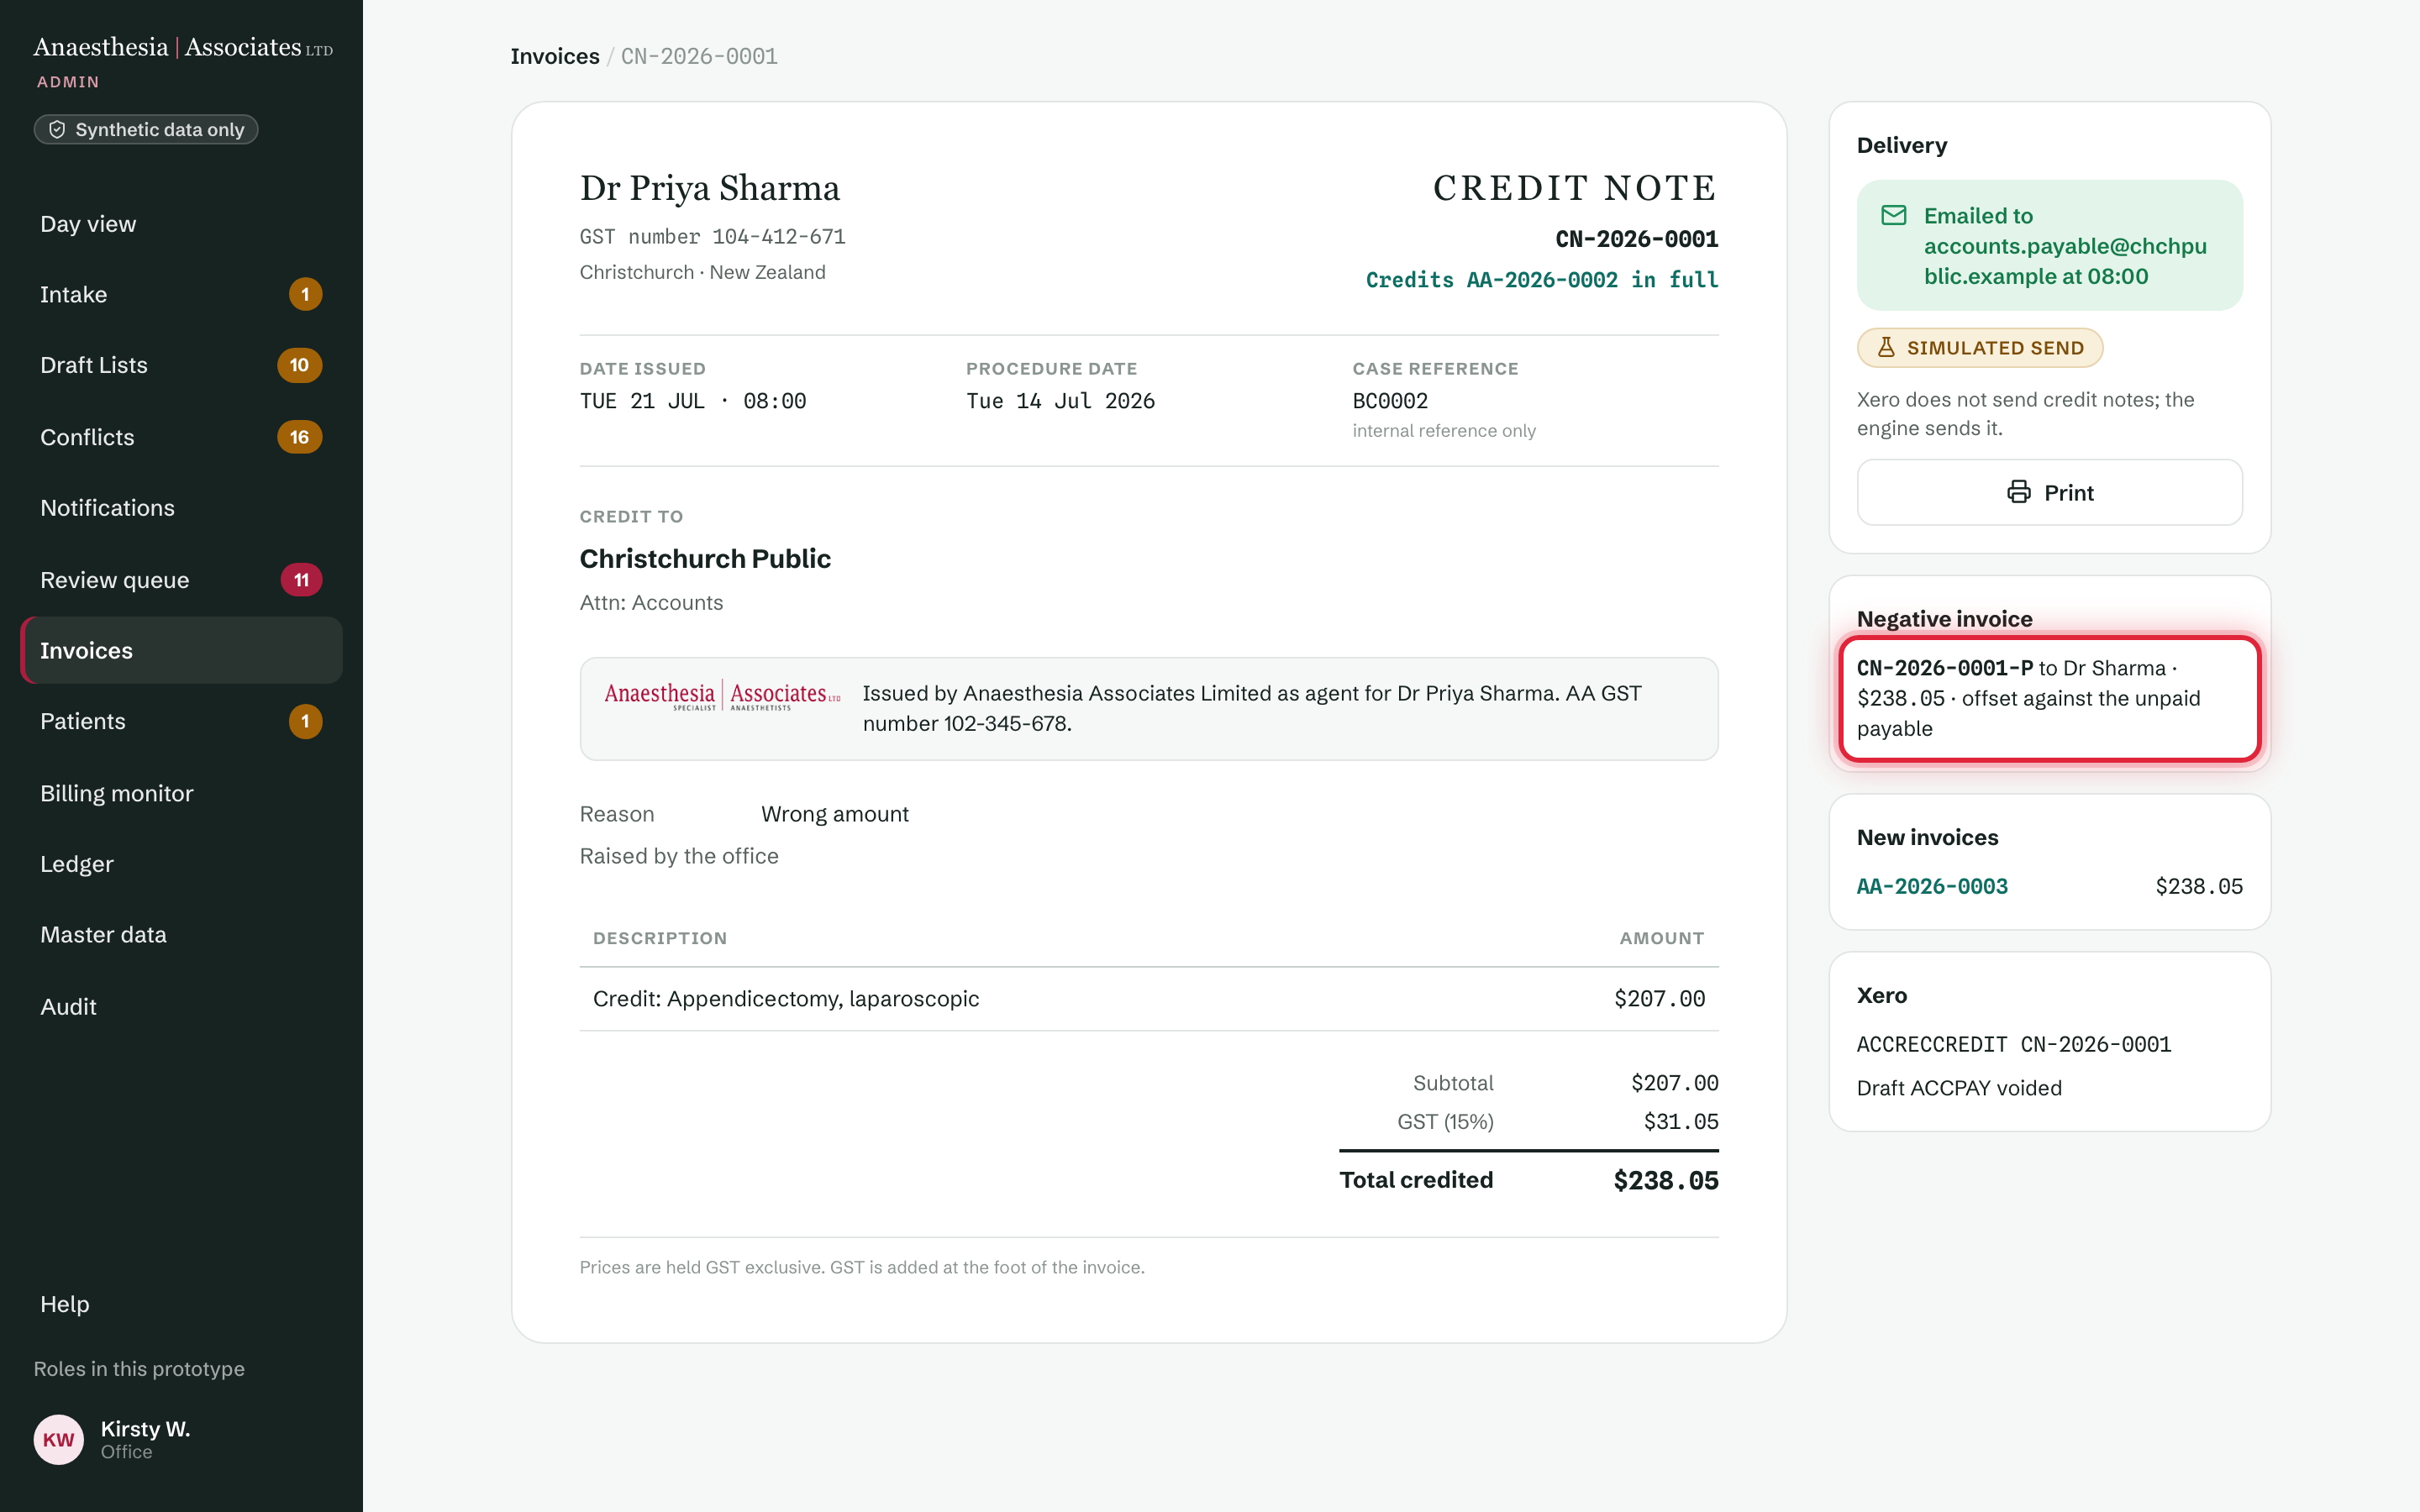 Anaesthesia | Associates LTD
ADMIN
Synthetic data only
Day view
Intake 1
Draft Lists 10
Conflicts 16
Notifications
Review queue 11
Invoices
Patients 1
Billing monitor
Ledger
Master data
Audit
Help
Roles in this prototype
KW
Kirsty W.
Office
Invoices / CN-2026-0001
Dr Priya Sharma
GST number 104-412-671
Christchurch · New Zealand
CREDIT NOTE
CN-2026-0001
Credits AA-2026-0002 in full
DATE ISSUED
TUE 21 JUL · 08:00
PROCEDURE DATE
Tue 14 Jul 2026
CASE REFERENCE
BC0002
internal reference only
CREDIT TO
Christchurch Public
Attn: Accounts
Anaesthesia | Associates LTD
SPECIALIST | ANAESTHETISTS
Issued by Anaesthesia Associates Limited as agent for Dr Priya Sharma. AA GST
number 102-345-678.
Reason Wrong amount
Raised by the office
DESCRIPTION AMOUNT
Credit: Appendicectomy, laparoscopic $207.00
Subtotal $207.00
GST (15%) $31.05
Total credited $238.05
Prices are held GST exclusive. GST is added at the foot of the invoice.
Delivery
Emailed to
accounts.payable@chchpu
blic.example at 08:00
SIMULATED SEND
Xero does not send credit notes; the
engine sends it.
Print
Negative invoice
CN-2026-0001-P to Dr Sharma ·
$238.05 · offset against the unpaid
payable
New invoices
AA-2026-0003 $238.05
Xero
ACCRECCREDIT CN-2026-0001
Draft ACCPAY voided